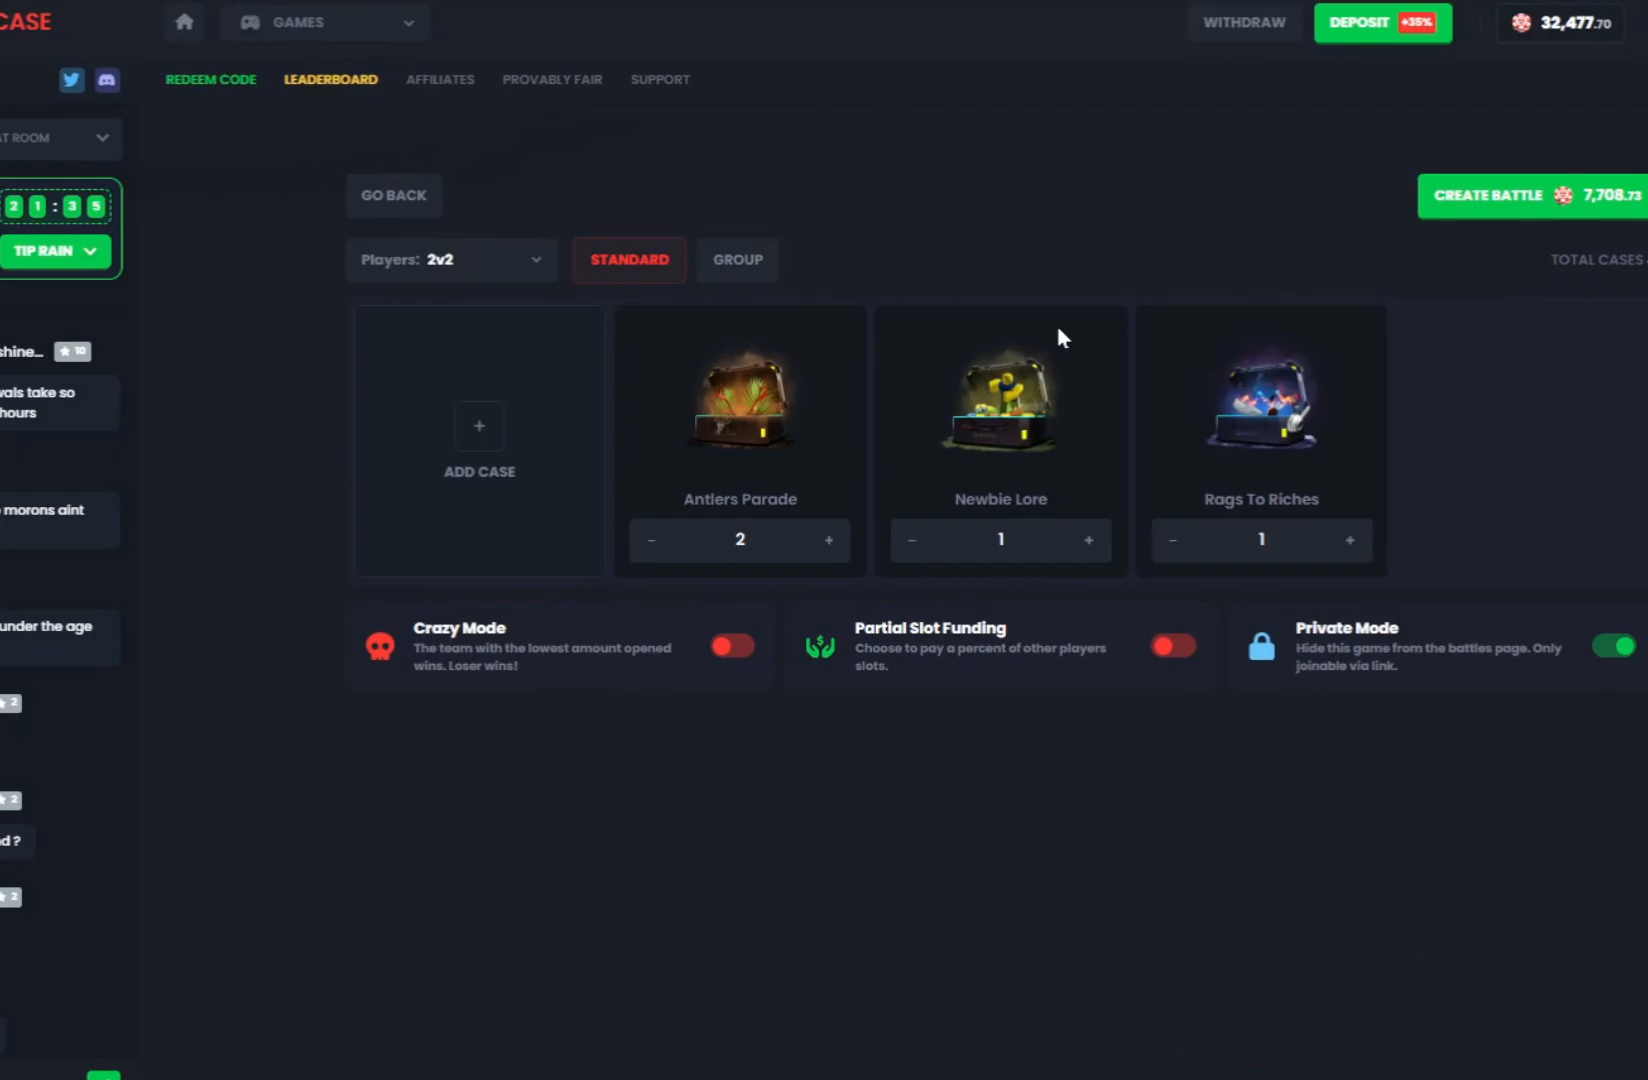 CASE
GAMES
WITHDRAW
DEPOSIT +35%
32,477.70
REDEEM CODE
LEADERBOARD
AFFILIATES
PROVABLY FAIR
SUPPORT
AT ROOM
2 1 : 3 5
TIP RAIN
GO BACK
CREATE BATTLE 7,708.73
Players: 2v2
STANDARD
GROUP
TOTAL CASES
shine... 10
vals take so
hours
morons aint
under the age
2
2
nd ?
2
+
ADD CASE
Antlers Parade
- 2 +
Newbie Lore
- 1 +
Rags To Riches
- 1 +
Crazy Mode
The team with the lowest amount opened
wins. Loser wins!
Partial Slot Funding
Choose to pay a percent of other players
slots.
Private Mode
Hide this game from the battles page. Only
joinable via link.